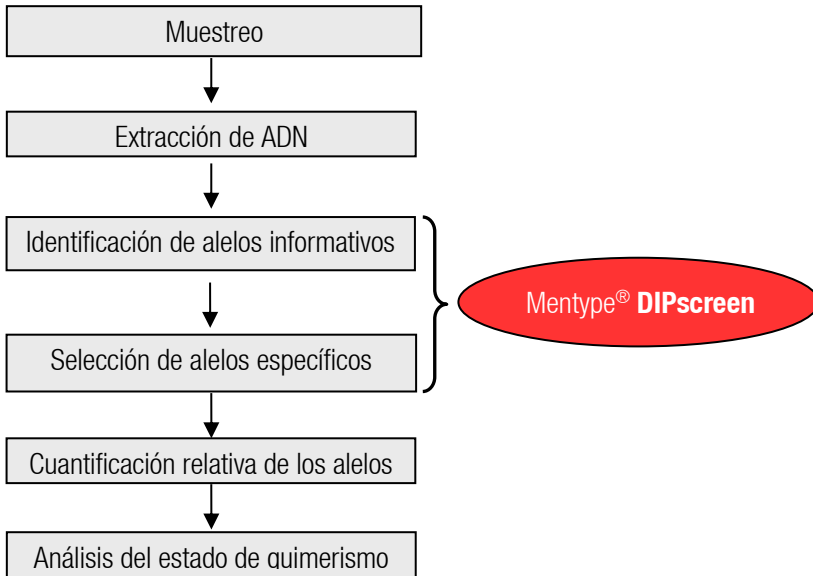 Muestreo
Extracción de ADN
Identificación de alelos informativos
Mentype® DIPscreen
Selección de alelos específicos
Cuantificación relativa de los alelos
Análisis del estado de quimerismo